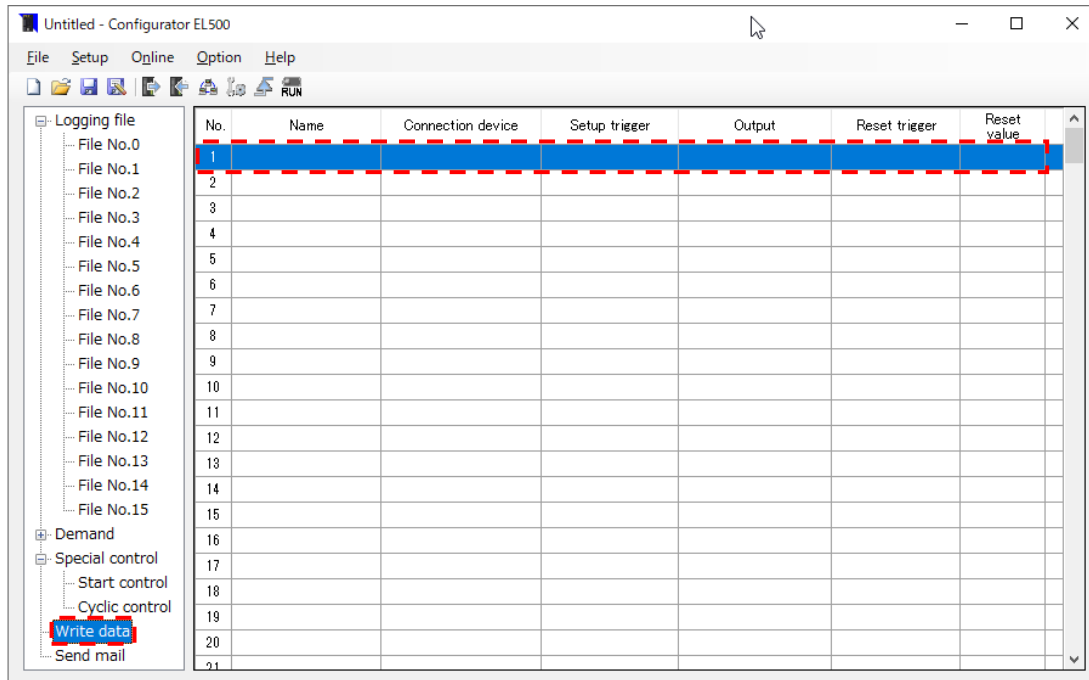 Untitled - Configurator EL500
File Setup Online Option Help
RUN
Logging file
File No.0
File No.1
File No.2
File No.3
File No.4
File No.5
File No.6
File No.7
File No.8
File No.9
File No.10
File No.11
File No.12
File No.13
File No.14
File No.15
Demand
Special control
Start control
Cyclic control
Write data
Send mail
No. Name Connection device Setup trigger Output Reset trigger Reset value
1
2
3
4
5
6
7
8
9
10
11
12
13
14
15
16
17
18
19
20
21